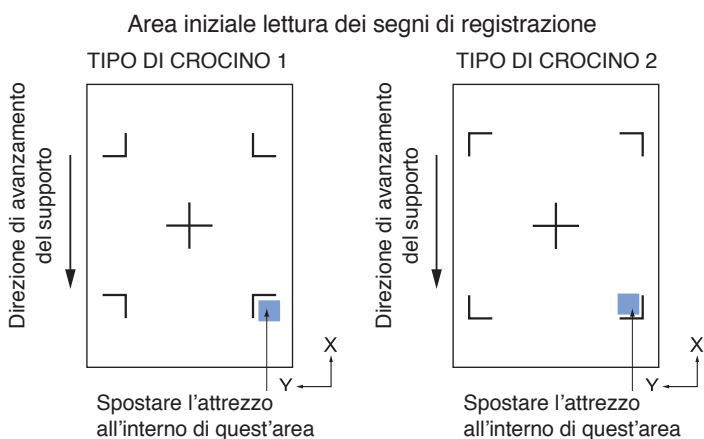 Area iniziale lettura dei segni di registrazione
TIPO DI CROCINO 1
Direzione di avanzamento
del supporto
X
Y
Spostare l'attrezzo
all'interno di quest'area
TIPO DI CROCINO 2
Direzione di avanzamento
del supporto
X
Y
Spostare l'attrezzo
all'interno di quest'area